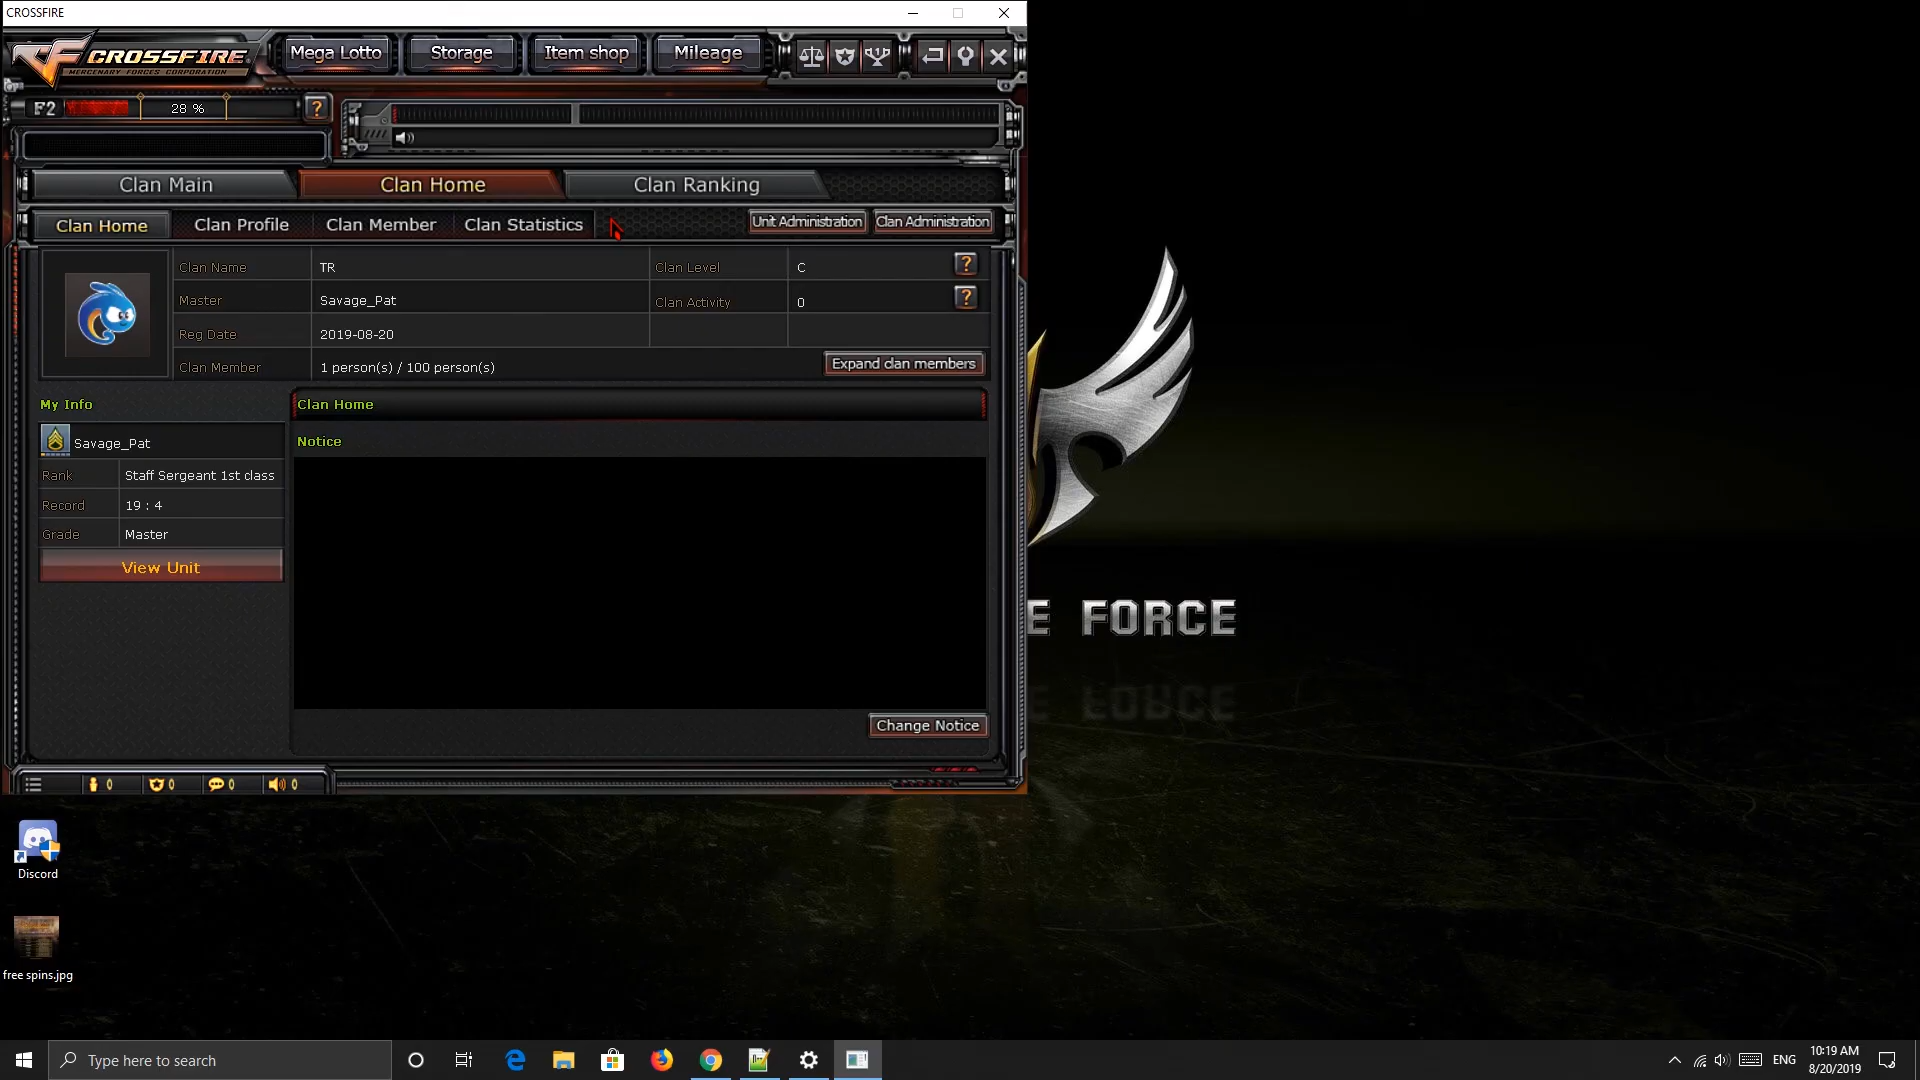 CROSSFIRE
CROSSFIRE
MERCENARY FORCES CORPORATION
Mega Lotto
Storage
Item shop
Mileage
F2
28 %
?
Clan Main
Clan Home
Clan Ranking
Clan Home
Clan Profile
Clan Member
Clan Statistics
Unit Administration
Clan Administration
Clan Name
TR
Clan Level
C
?
Master
Savage_Pat
Clan Activity
0
?
Reg Date
2019-08-20
Clan Member
1 person(s) / 100 person(s)
Expand clan members
My Info
Clan Home
Savage_Pat
Notice
Rank
Staff Sergeant 1st class
Record
19 : 4
Grade
Master
View Unit
Change Notice
0
0
0
0
E FORCE
Discord
free spins.jpg
Type here to search
ENG
10:19 AM
8/20/2019